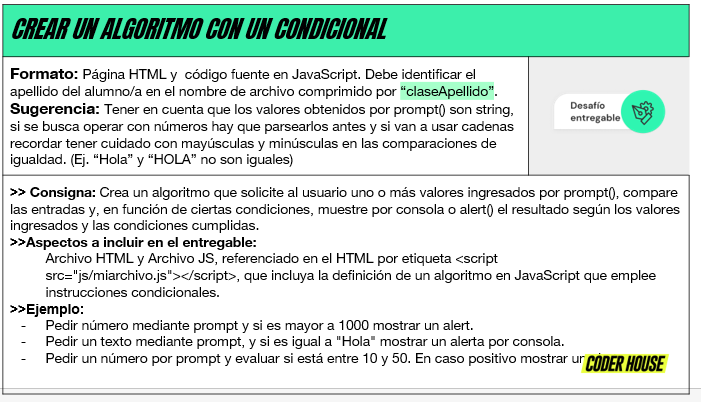 CREAR UN ALGORITMO CON UN CONDICIONAL
Formato: Página HTML y código fuente en JavaScript. Debe identificar el
apellido del alumno/a en el nombre de archivo comprimido por “claseApellido”.
Sugerencia: Tener en cuenta que los valores obtenidos por prompt() son string,
si se busca operar con números hay que parsearlos antes y si van a usar cadenas
recordar tener cuidado con mayúsculas y minúsculas en las comparaciones de
igualdad. (Ej. “Hola” y “HOLA” no son iguales)
Desafío
entregable
>> Consigna: Crea un algoritmo que solicite al usuario uno o más valores ingresados por prompt(), compare
las entradas y, en función de ciertas condiciones, muestre por consola o alert() el resultado según los valores
ingresados y las condiciones cumplidas.
>>Aspectos a incluir en el entregable:
Archivo HTML y Archivo JS, referenciado en el HTML por etiqueta <script
src="js/miarchivo.js"></script>, que incluya la definición de un algoritmo en JavaScript que emplee
instrucciones condicionales.
>>Ejemplo:
- Pedir número mediante prompt y si es mayor a 1000 mostrar un alert.
- Pedir un texto mediante prompt, y si es igual a "Hola" mostrar un alerta por consola.
- Pedir un número por prompt y evaluar si está entre 10 y 50. En caso positivo mostrar un
CODER HOUSE